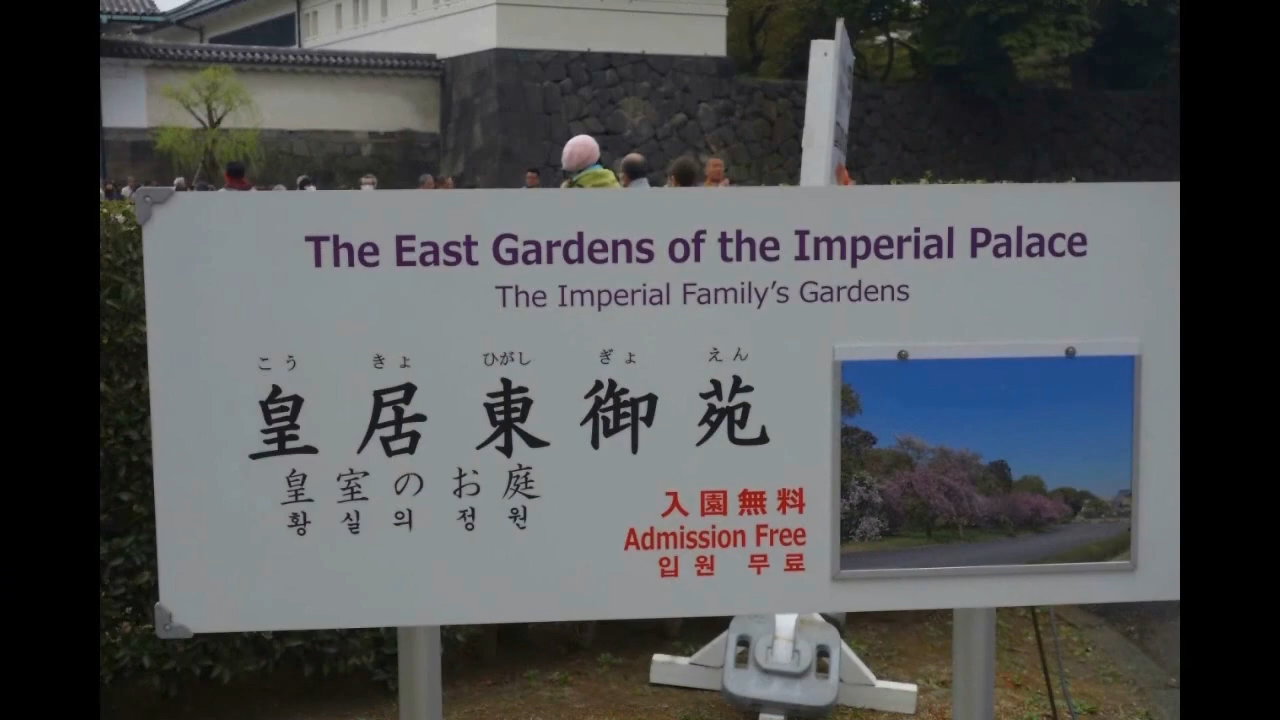 The East Gardens of the Imperial Palace
The Imperial Family's Gardens
こう きょ ひがし ぎょ えん
皇居東御苑
皇室のお庭
황실의 정원
入園無料
Admission Free
입원 무료